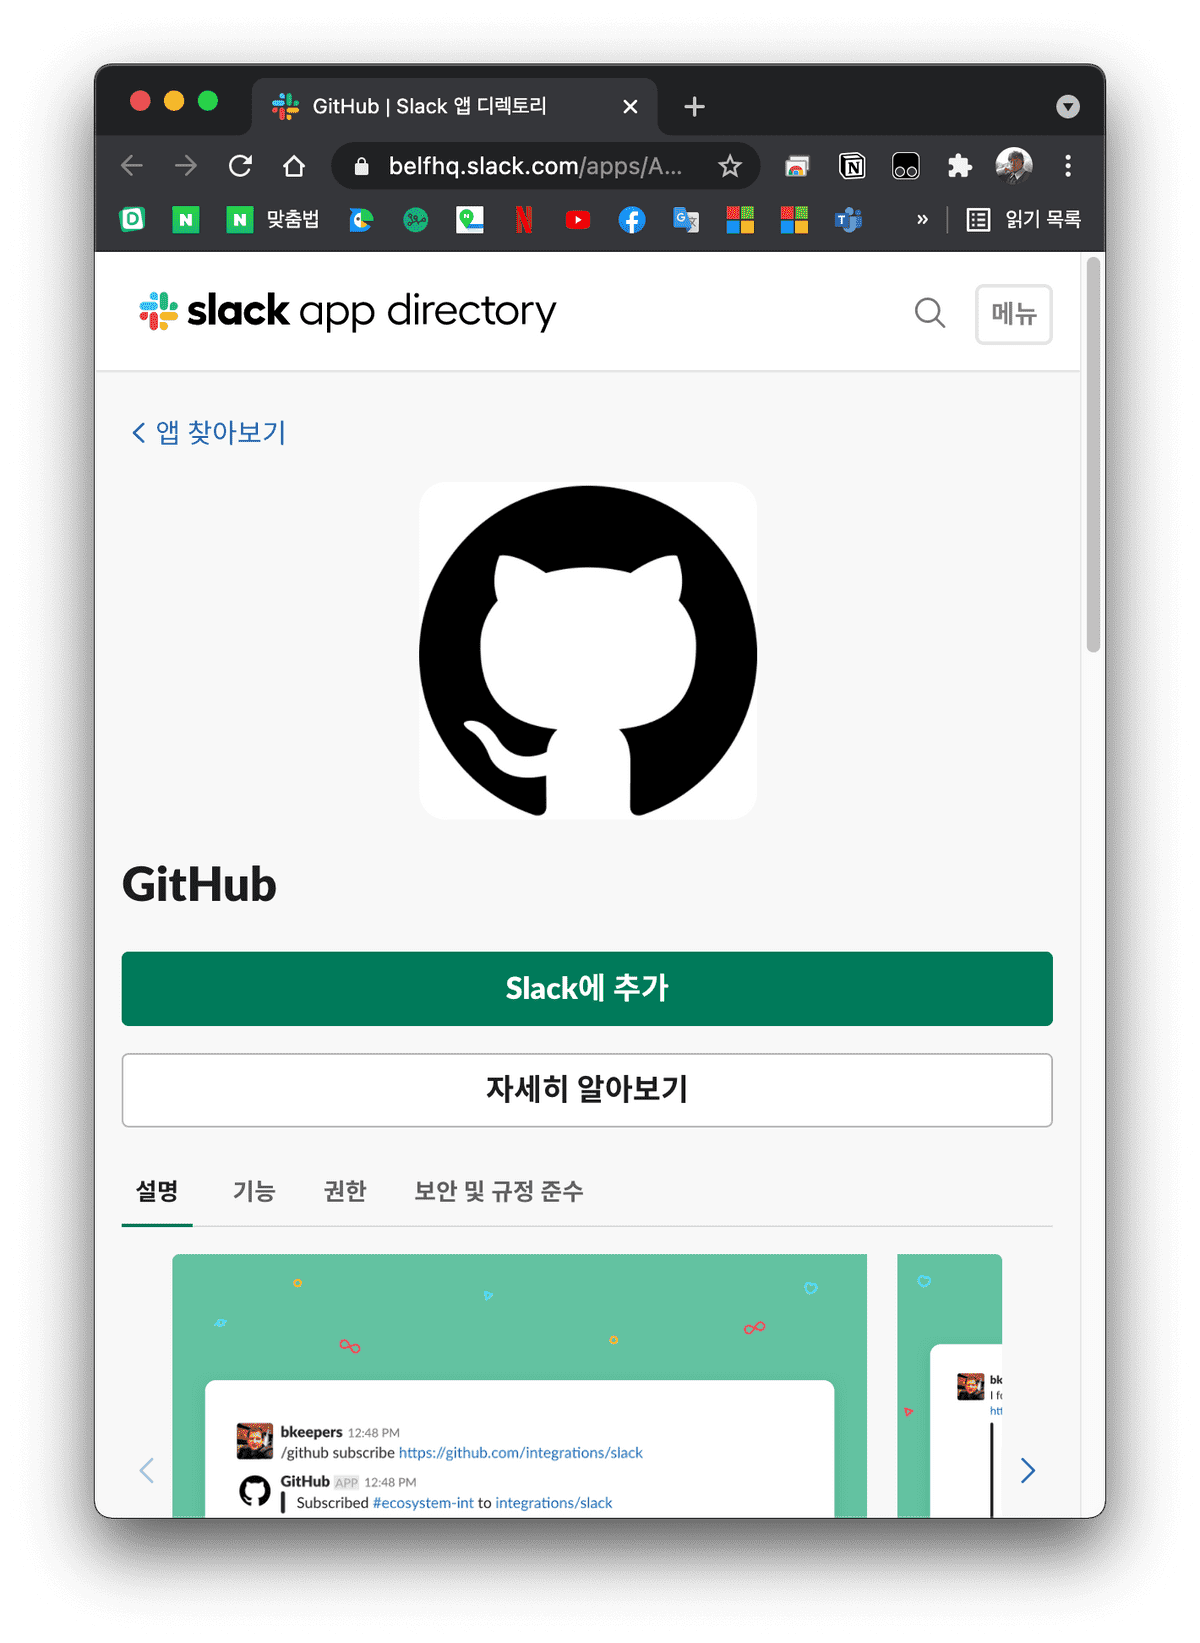 GitHub | Slack 앱 디렉토리
belfhq.slack.com/apps/A...
맞춤법
»
읽기 목록
slack app directory
메뉴
앱 찾아보기
GitHub
Slack에 추가
자세히 알아보기
설명 기능 권한 보안 및 규정 준수
bkeepers 12:48 PM
/github subscribe https://github.com/integrations/slack
GitHub APP 12:48 PM
Subscribed #ecosystem-int to integrations/slack
bk
I fo
htt